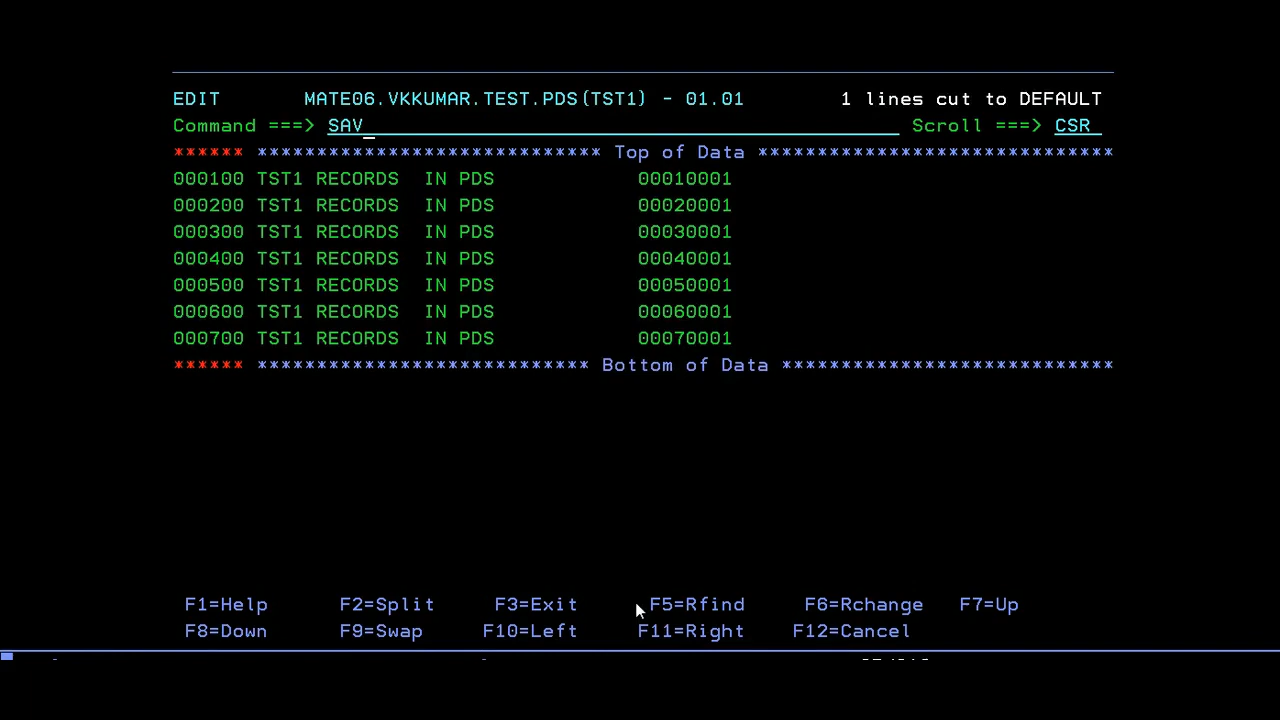 EDIT       MATE06.VKKUMAR.TEST.PDS(TST1) - 01.01        1 lines cut to DEFAULT
Command ===> SAV_ Scroll ===> CSR
****** ***************************** Top of Data ******************************
000100 TST1 RECORDS  IN PDS            00010001
000200 TST1 RECORDS  IN PDS            00020001
000300 TST1 RECORDS  IN PDS            00030001
000400 TST1 RECORDS  IN PDS            00040001
000500 TST1 RECORDS  IN PDS            00050001
000600 TST1 RECORDS  IN PDS            00060001
000700 TST1 RECORDS  IN PDS            00070001
****** **************************** Bottom of Data ****************************
F1=Help      F2=Split     F3=Exit      F5=Rfind     F6=Rchange   F7=Up
F8=Down      F9=Swap     F10=Left     F11=Right    F12=Cancel